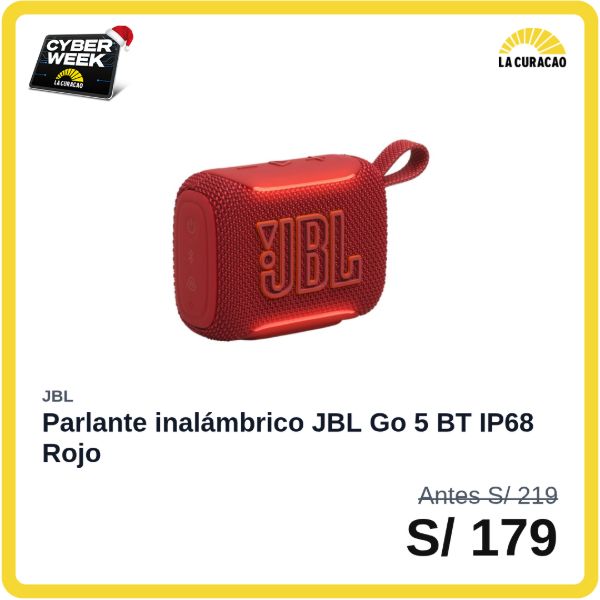 CYBER
WEEK
LA CURACAO
LA CURACAO
JBL
JBL
Parlante inalámbrico JBL Go 5 BT IP68
Rojo
Antes S/ 219
S/ 179